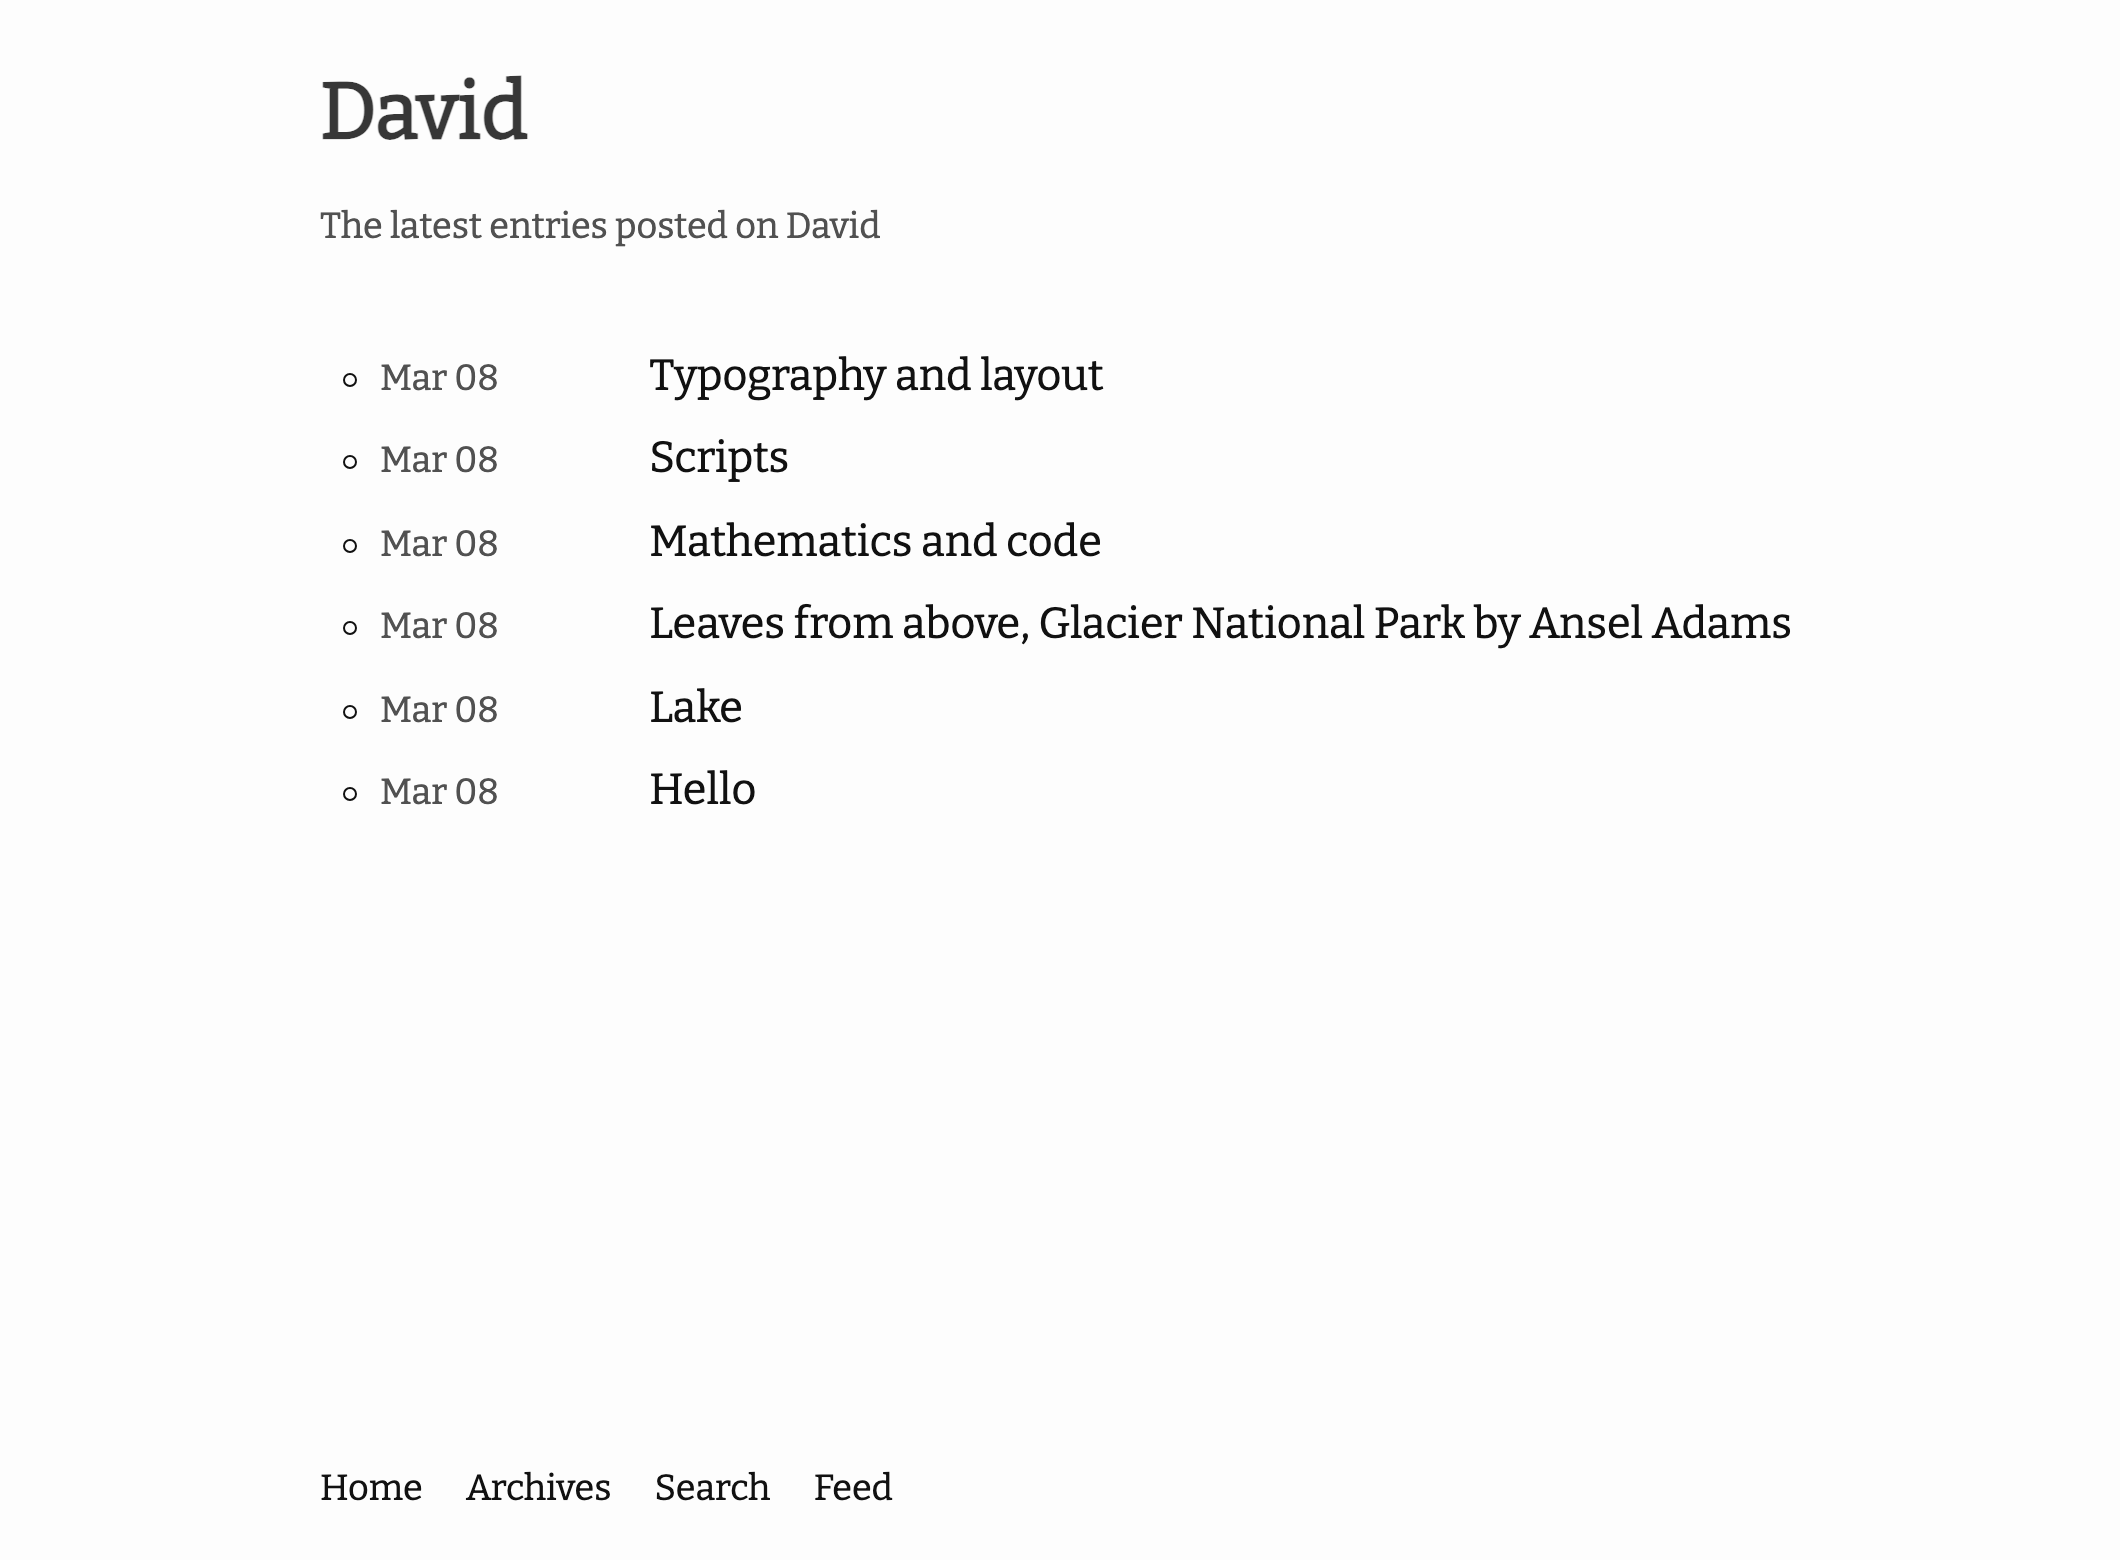 David
The latest entries posted on David
Mar 08 Typography and layout
Mar 08 Scripts
Mar 08 Mathematics and code
Mar 08 Leaves from above, Glacier National Park by Ansel Adams
Mar 08 Lake
Mar 08 Hello
Home Archives Search Feed